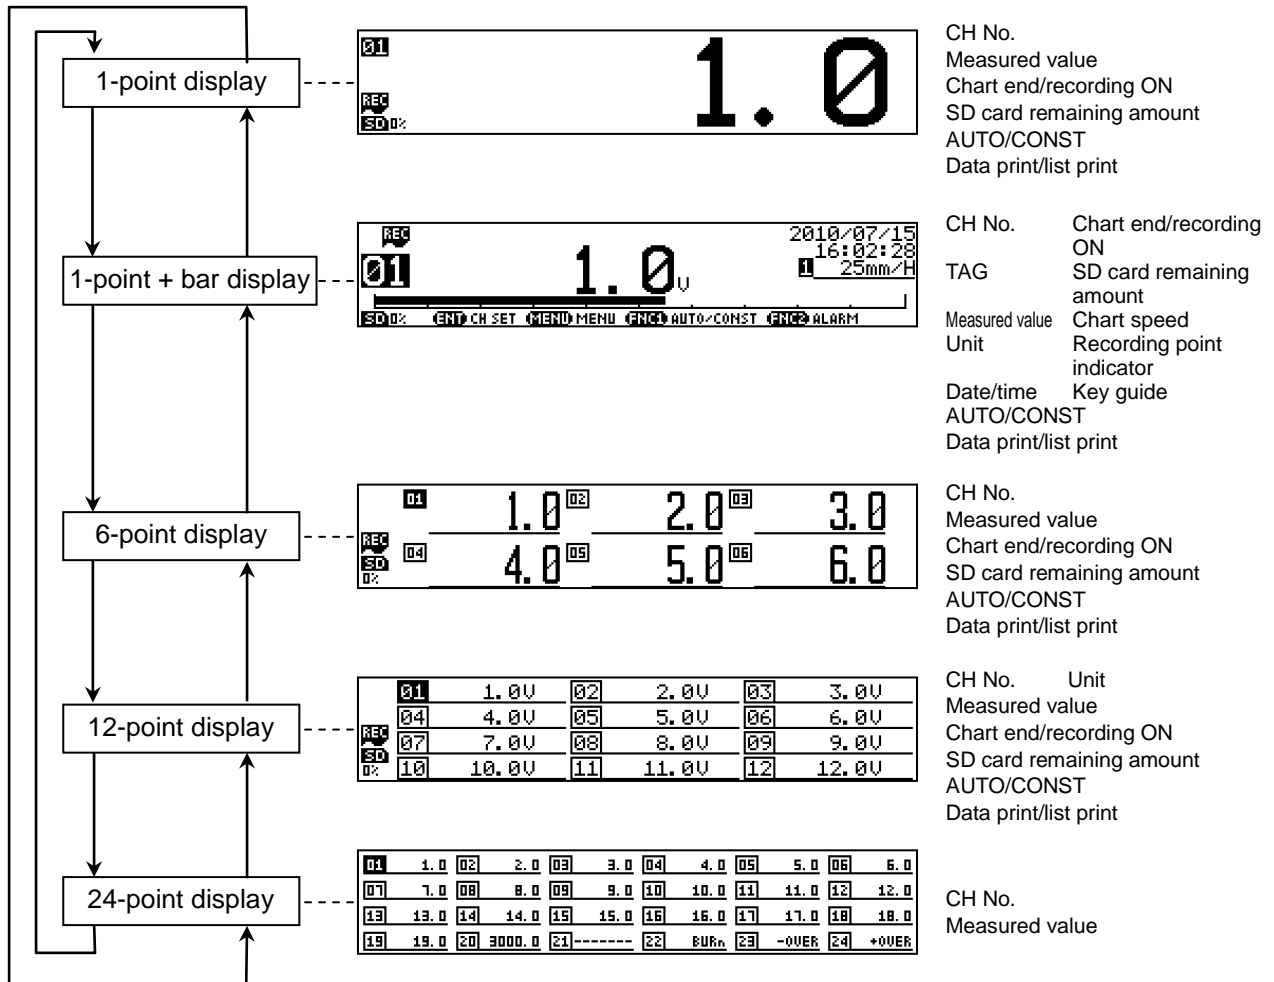 1-point display
01
REC
SD 0%
1.0
CH No.
Measured value
Chart end/recording ON
SD card remaining amount
AUTO/CONST
Data print/list print
1-point + bar display
REC
01
1.0V
2010/07/15
16:02:28
1 25mm/H
SD 0% ENT CH SET MENU MENU FNC1 AUTO/CONST FNC2 ALARM
CH No. Chart end/recording
ON
TAG SD card remaining
amount
Measured value Chart speed
Unit Recording point
indicator
Date/time Key guide
AUTO/CONST
Data print/list print
6-point display
REC
SD
0%
01 1.0 02 2.0 03 3.0
04 4.0 05 5.0 06 6.0
CH No.
Measured value
Chart end/recording ON
SD card remaining amount
AUTO/CONST
Data print/list print
12-point display
REC
SD
0%
01 1.0V 02 2.0V 03 3.0V
04 4.0V 05 5.0V 06 6.0V
07 7.0V 08 8.0V 09 9.0V
10 10.0V 11 11.0V 12 12.0V
CH No. Unit
Measured value
Chart end/recording ON
SD card remaining amount
AUTO/CONST
Data print/list print
24-point display
01 1.0 02 2.0 03 3.0 04 4.0 05 5.0 06 6.0
07 7.0 08 8.0 09 9.0 10 10.0 11 11.0 12 12.0
13 13.0 14 14.0 15 15.0 16 16.0 17 17.0 18 18.0
19 19.0 20 3000.0 21 ------- 22 BURn 23 -OVER 24 +OVER
CH No.
Measured value